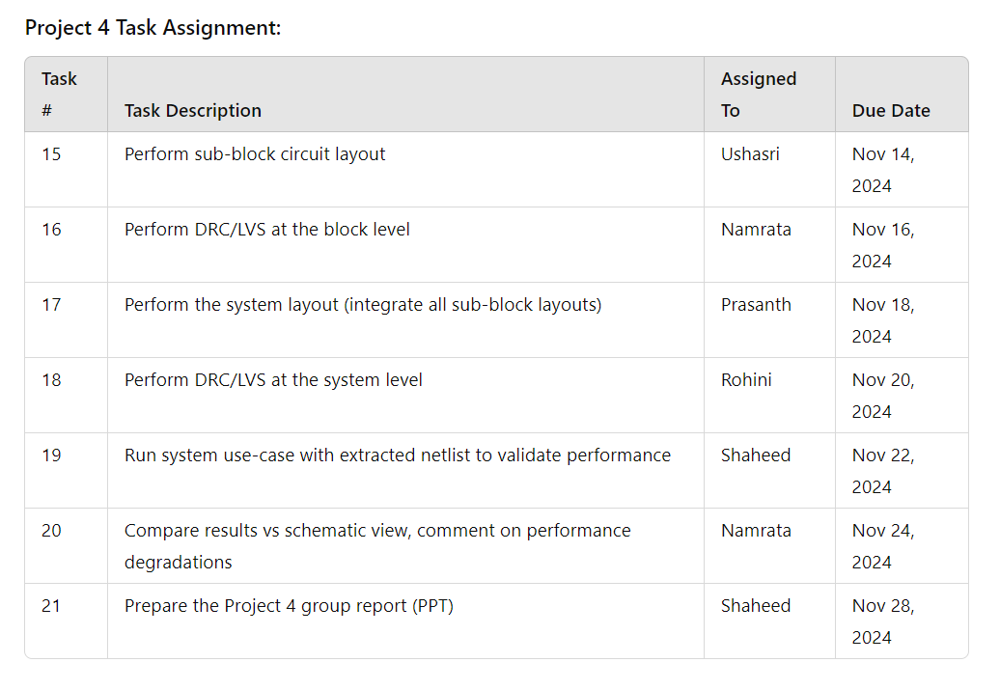 Project 4 Task Assignment:
Task
#
Task Description
Assigned
To
Due Date
15
Perform sub-block circuit layout
Ushasri
Nov 14,
2024
16
Perform DRC/LVS at the block level
Namrata
Nov 16,
2024
17
Perform the system layout (integrate all sub-block layouts)
Prasanth
Nov 18,
2024
18
Perform DRC/LVS at the system level
Rohini
Nov 20,
2024
19
Run system use-case with extracted netlist to validate performance
Shaheed
Nov 22,
2024
20
Compare results vs schematic view, comment on performance
degradations
Namrata
Nov 24,
2024
21
Prepare the Project 4 group report (PPT)
Shaheed
Nov 28,
2024